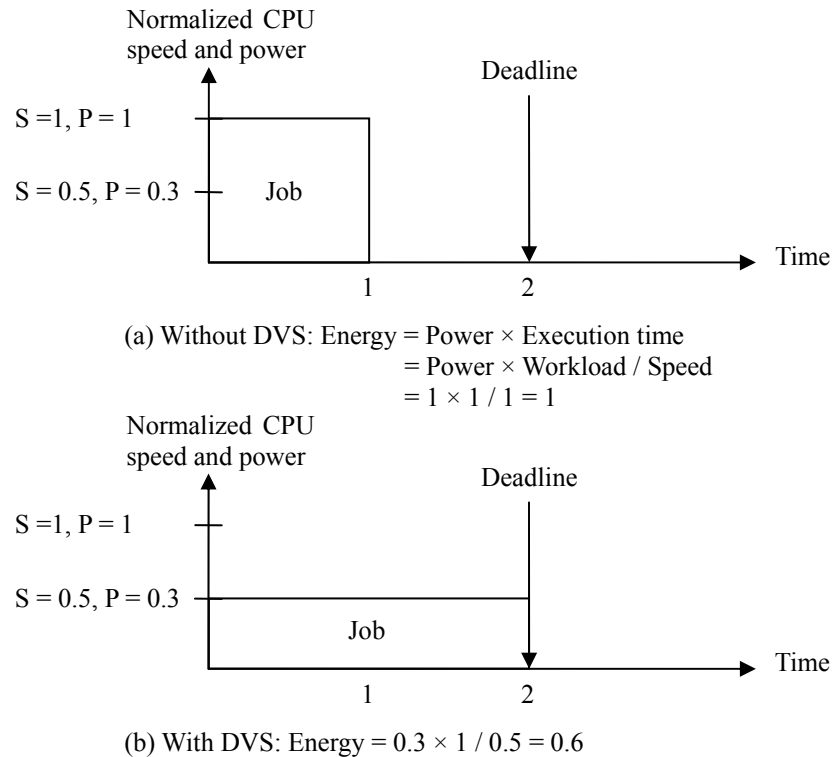 Normalized CPU
speed and power
Deadline
S =1, P = 1
S = 0.5, P = 0.3
Job
Time
1
2
(a) Without DVS: Energy = Power × Execution time
= Power × Workload / Speed
= 1 × 1 / 1 = 1
Normalized CPU
speed and power
Deadline
S =1, P = 1
S = 0.5, P = 0.3
Job
Time
1
2
(b) With DVS: Energy = 0.3 × 1 / 0.5 = 0.6